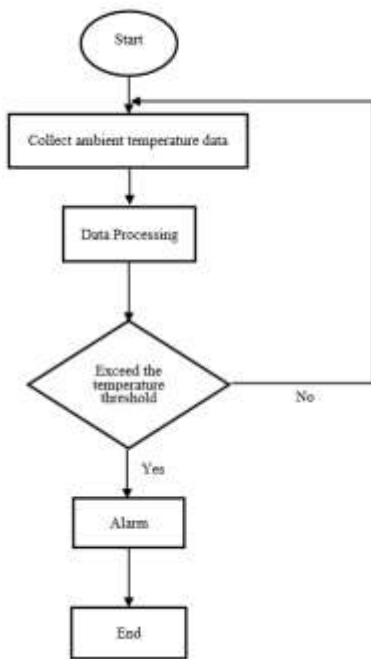 Start
Collect ambient temperature data
Data Processing
Exceed the
temperature
threshold
No
Yes
Alarm
End